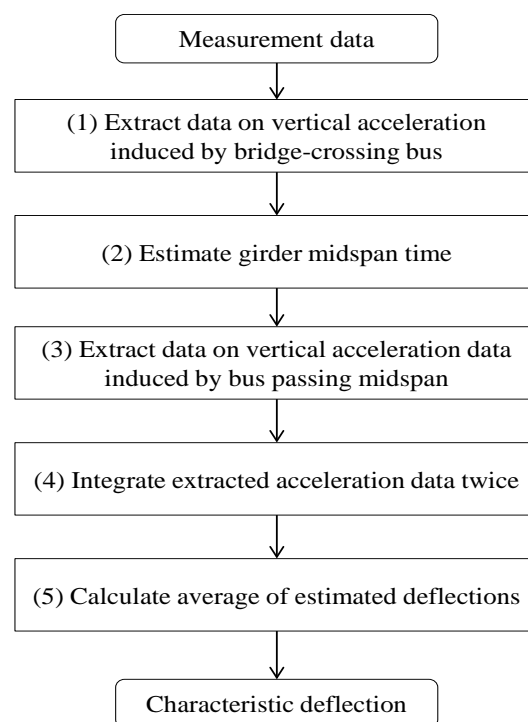 Measurement data
(1) Extract data on vertical acceleration
induced by bridge-crossing bus
(2) Estimate girder midspan time
(3) Extract data on vertical acceleration data
induced by bus passing midspan
(4) Integrate extracted acceleration data twice
(5) Calculate average of estimated deflections
Characteristic deflection